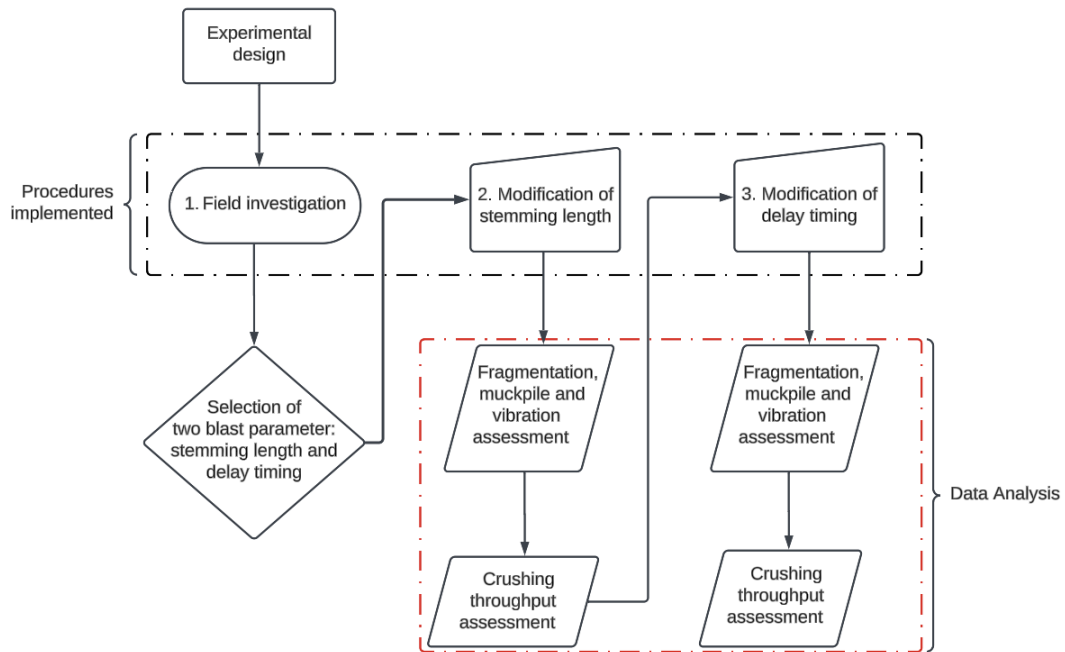 Experimental
design
Procedures
implemented
1. Field investigation
2. Modification of
stemming length
3. Modification of
delay timing
Selection of
two blast parameter:
stemming length and
delay timing
Fragmentation,
muckpile and
vibration
assessment
Fragmentation,
muckpile and
vibration
assessment
Data Analysis
Crushing
throughput
assessment
Crushing
throughput
assessment